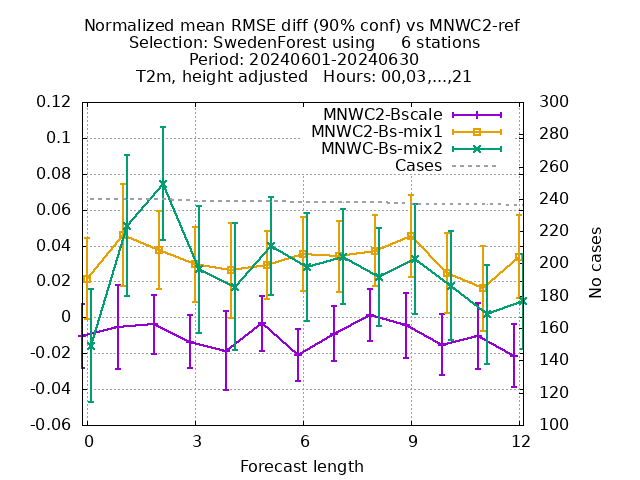 Normalized mean RMSE diff (90% conf) vs MNWC2-ref
Selection: SwedenForest using 6 stations
Period: 20240601-20240630
T2m, height adjusted Hours: 00,03,...,21
MNWC2-Bscale
MNWC2-Bs-mix1
MNWC-Bs-mix2
Cases
0.12
0.1
0.08
0.06
0.04
0.02
0
-0.02
-0.04
-0.06
300
280
260
240
220
200
180
160
140
120
100
No cases
0 3 6 9 12
Forecast length